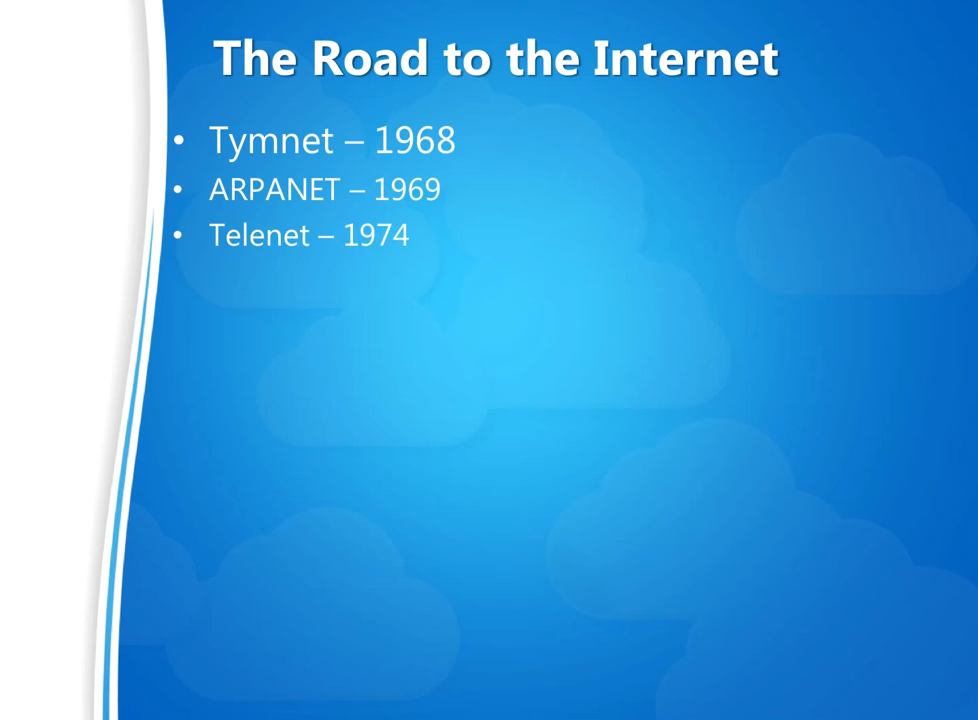 The Road to the Internet
• Tymnet – 1968
• ARPANET – 1969
• Telenet – 1974